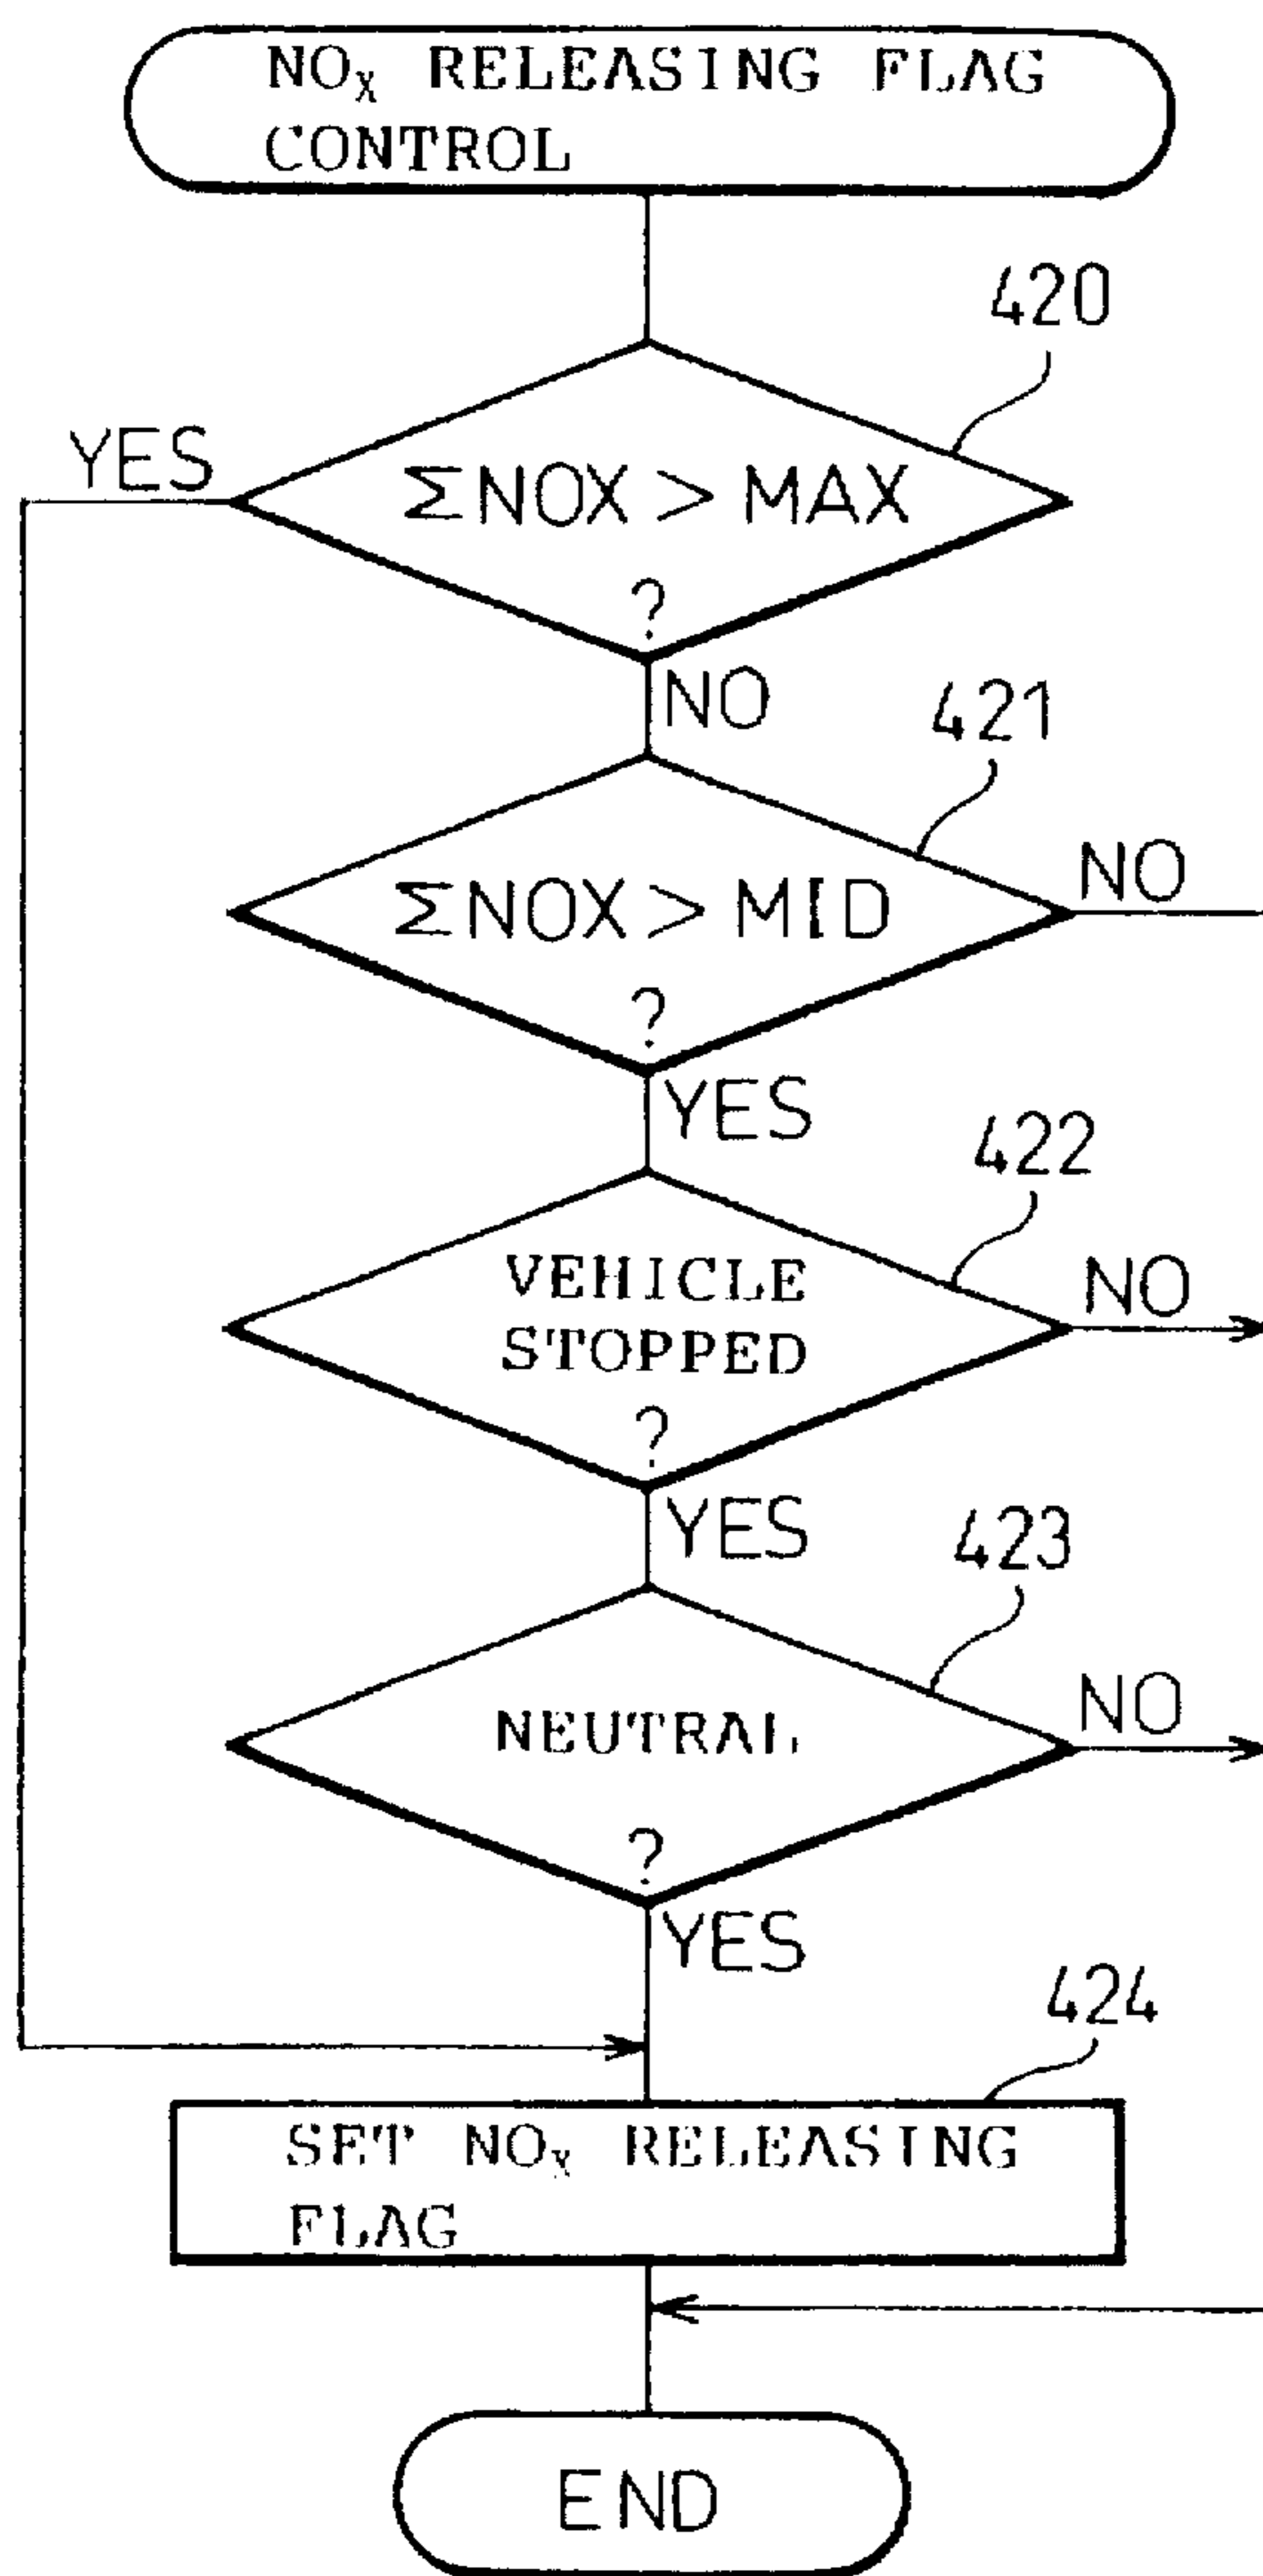 NOx RELEASING FLAG
CONTROL
420
YES
ΣNOX > MAX
?
NO
421
NO
ΣNOX > MID
?
YES
422
VEHICLE
STOPPED
NO
?
YES
423
NO
NEUTRAL
?
YES
424
SET NOx RELEASING
FLAG
END